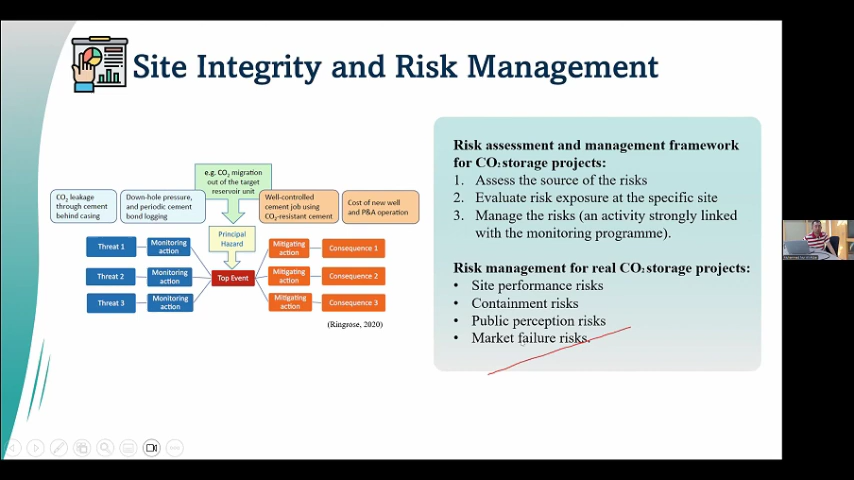 Site Integrity and Risk Management
e.g. CO₂ migration
out of the target
reservoir unit
CO₂ leakage
through cement
behind casing
Down-hole pressure,
and periodic cement
bond logging
Well-controlled
cement job using
CO₂-resistant cement
Cost of new well
and P&A operation
Principal
Hazard
Threat 1
Monitoring
action
Mitigating
action
Consequence 1
Threat 2
Monitoring
action
Top Event
Mitigating
action
Consequence 2
Threat 3
Monitoring
action
Mitigating
action
Consequence 3
(Ringrose, 2020)
Risk assessment and management framework
for CO₂ storage projects:
1. Assess the source of the risks
2. Evaluate risk exposure at the specific site
3. Manage the risks (an activity strongly linked
with the monitoring programme).
Risk management for real CO₂ storage projects:
• Site performance risks
• Containment risks
• Public perception risks
• Market failure risks.